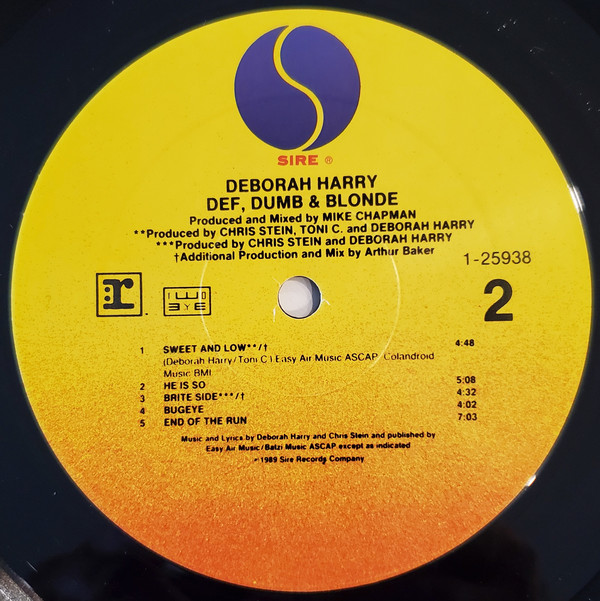 SIRE ®
DEBORAH HARRY
DEF, DUMB & BLONDE
Produced and Mixed by MIKE CHAPMAN
**Produced by CHRIS STEIN, TONI C. and DEBORAH HARRY
***Produced by CHRIS STEIN and DEBORAH HARRY
†Additional Production and Mix by Arthur Baker
1-25938
r
2
1 SWEET AND LOW**/† 4:48
(Deborah Harry/Toni C.) Easy Air Music ASCAP, Colandroid
Music BMI
2 HE IS SO 5:08
3 BRITE SIDE***/† 4:32
4 BUGEYE 4:02
5 END OF THE RUN 7:03
Music and Lyrics by Deborah Harry and Chris Stein and published by
Easy Air Music/Balzi Music ASCAP except as indicated
℗1989 Sire Records Company